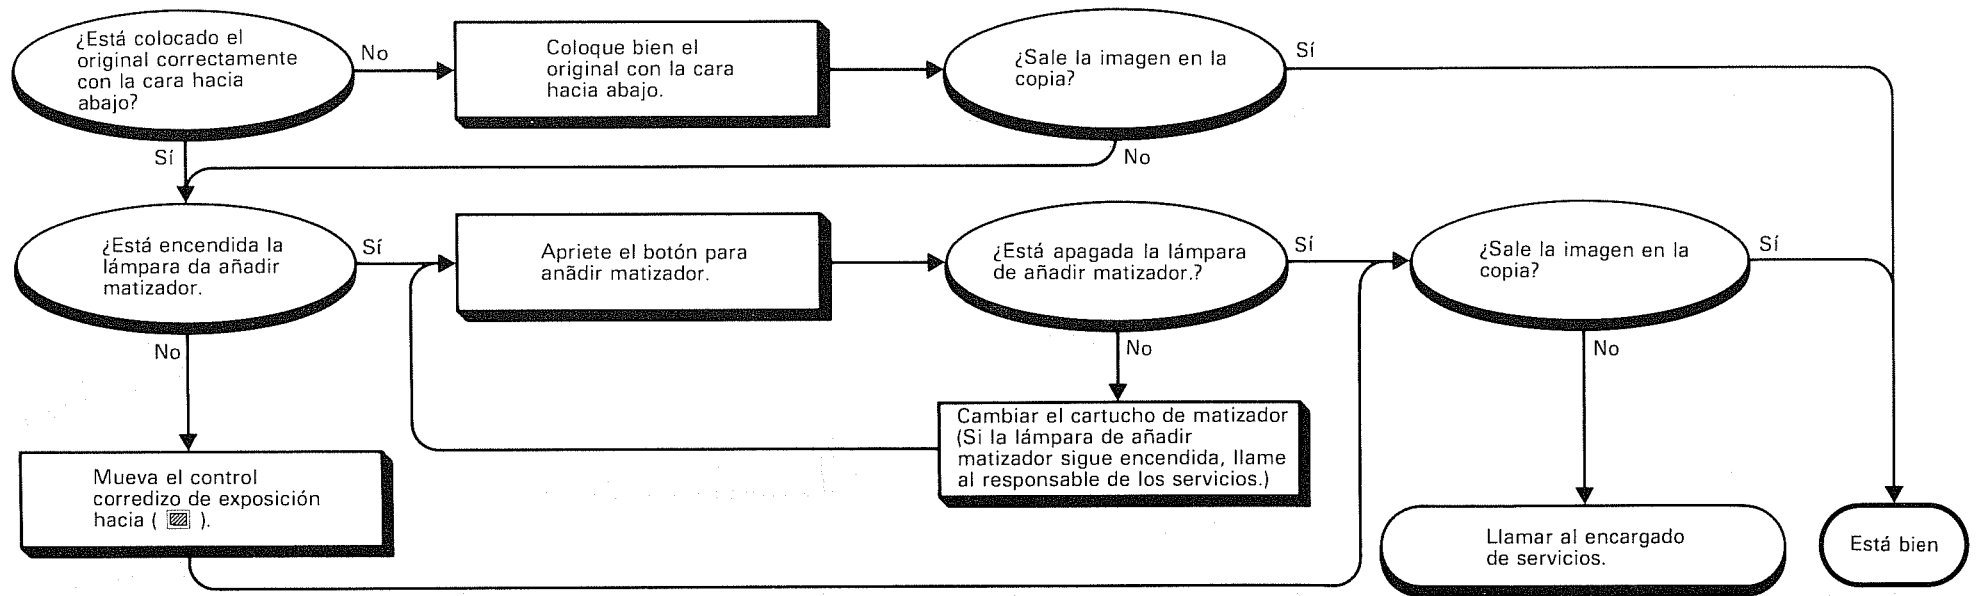 ¿Está colocado el
original correctamente
con la cara hacia
abajo?
No
Coloque bien el
original con la cara
hacia abajo.
¿Sale la imagen en la
copia?
Sí
Sí
No
¿Está encendida la
lámpara da añadir
matizador.
Sí
Apriete el botón para
anãdir matizador.
¿Está apagada la lámpara
de añadir matizador.?
Sí
¿Sale la imagen en la
copia?
Sí
No
No
No
Cambiar el cartucho de matizador
(Si la lámpara de añadir
matizador sigue encendida, llame
al responsable de los servicios.)
Mueva el control
corredizo de exposición
hacia ( ).
Llamar al encargado
de servicios.
Está bien